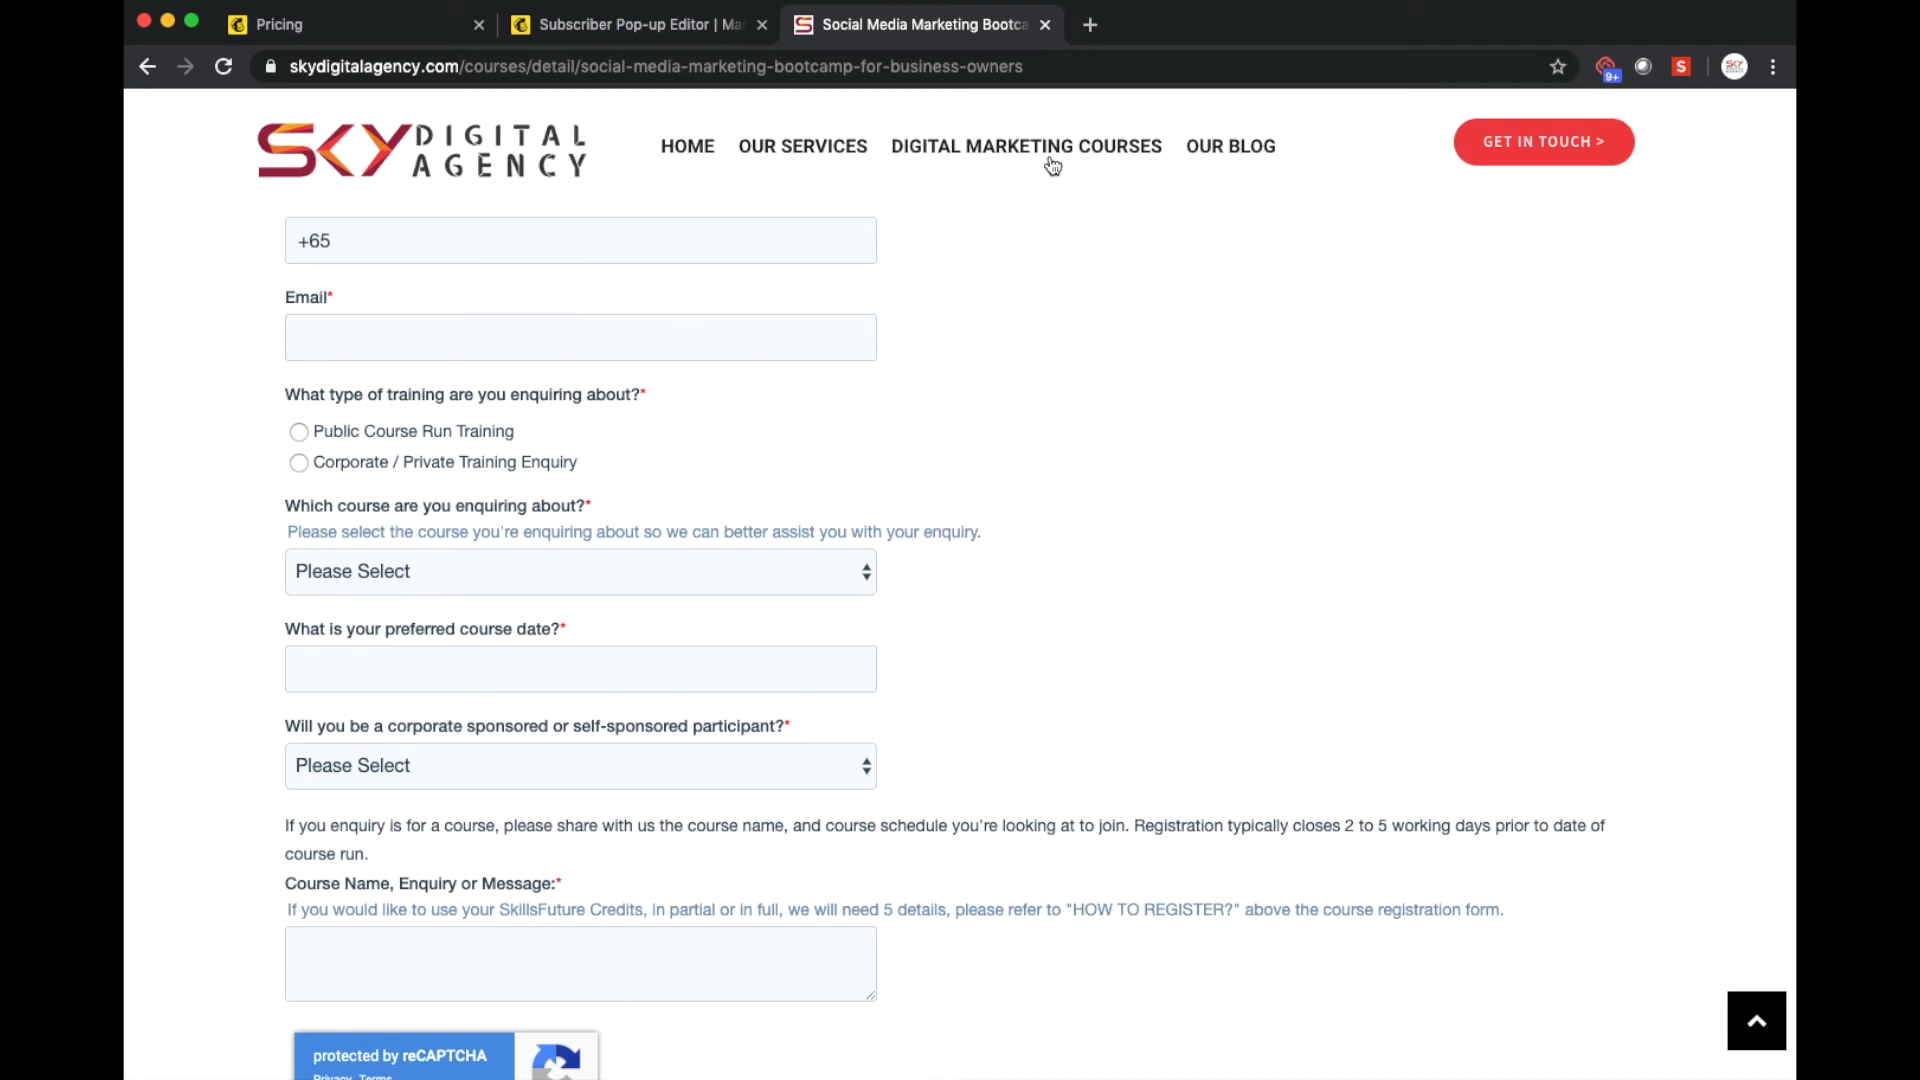 Pricing
Subscriber Pop-up Editor | Ma
Social Media Marketing Bootca
skydigitalagency.com/courses/detail/social-media-marketing-bootcamp-for-business-owners
9+
S
SKY
SKY DIGITAL AGENCY
HOME
OUR SERVICES
DIGITAL MARKETING COURSES
OUR BLOG
GET IN TOUCH >
+65
Email*
What type of training are you enquiring about?*
Public Course Run Training
Corporate / Private Training Enquiry
Which course are you enquiring about?*
Please select the course you're enquiring about so we can better assist you with your enquiry.
Please Select
What is your preferred course date?*
Will you be a corporate sponsored or self-sponsored participant?*
Please Select
If you enquiry is for a course, please share with us the course name, and course schedule you're looking at to join. Registration typically closes 2 to 5 working days prior to date of
course run.
Course Name, Enquiry or Message:*
If you would like to use your SkillsFuture Credits, in partial or in full, we will need 5 details, please refer to "HOW TO REGISTER?" above the course registration form.
protected by reCAPTCHA
Privacy Terms